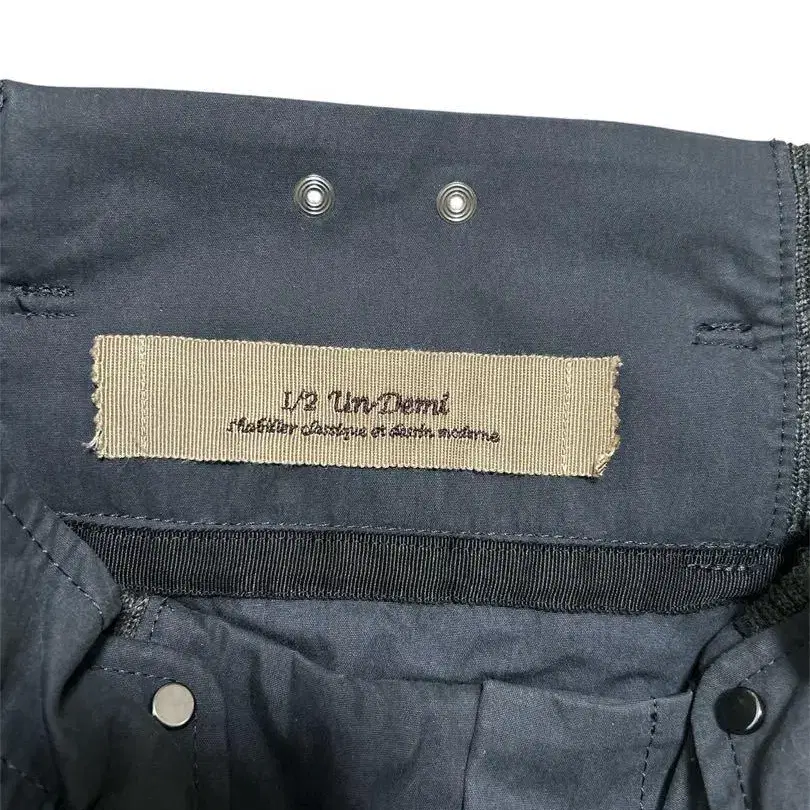 1/2 Un-Demi
s'habiller classique et dessin moderne